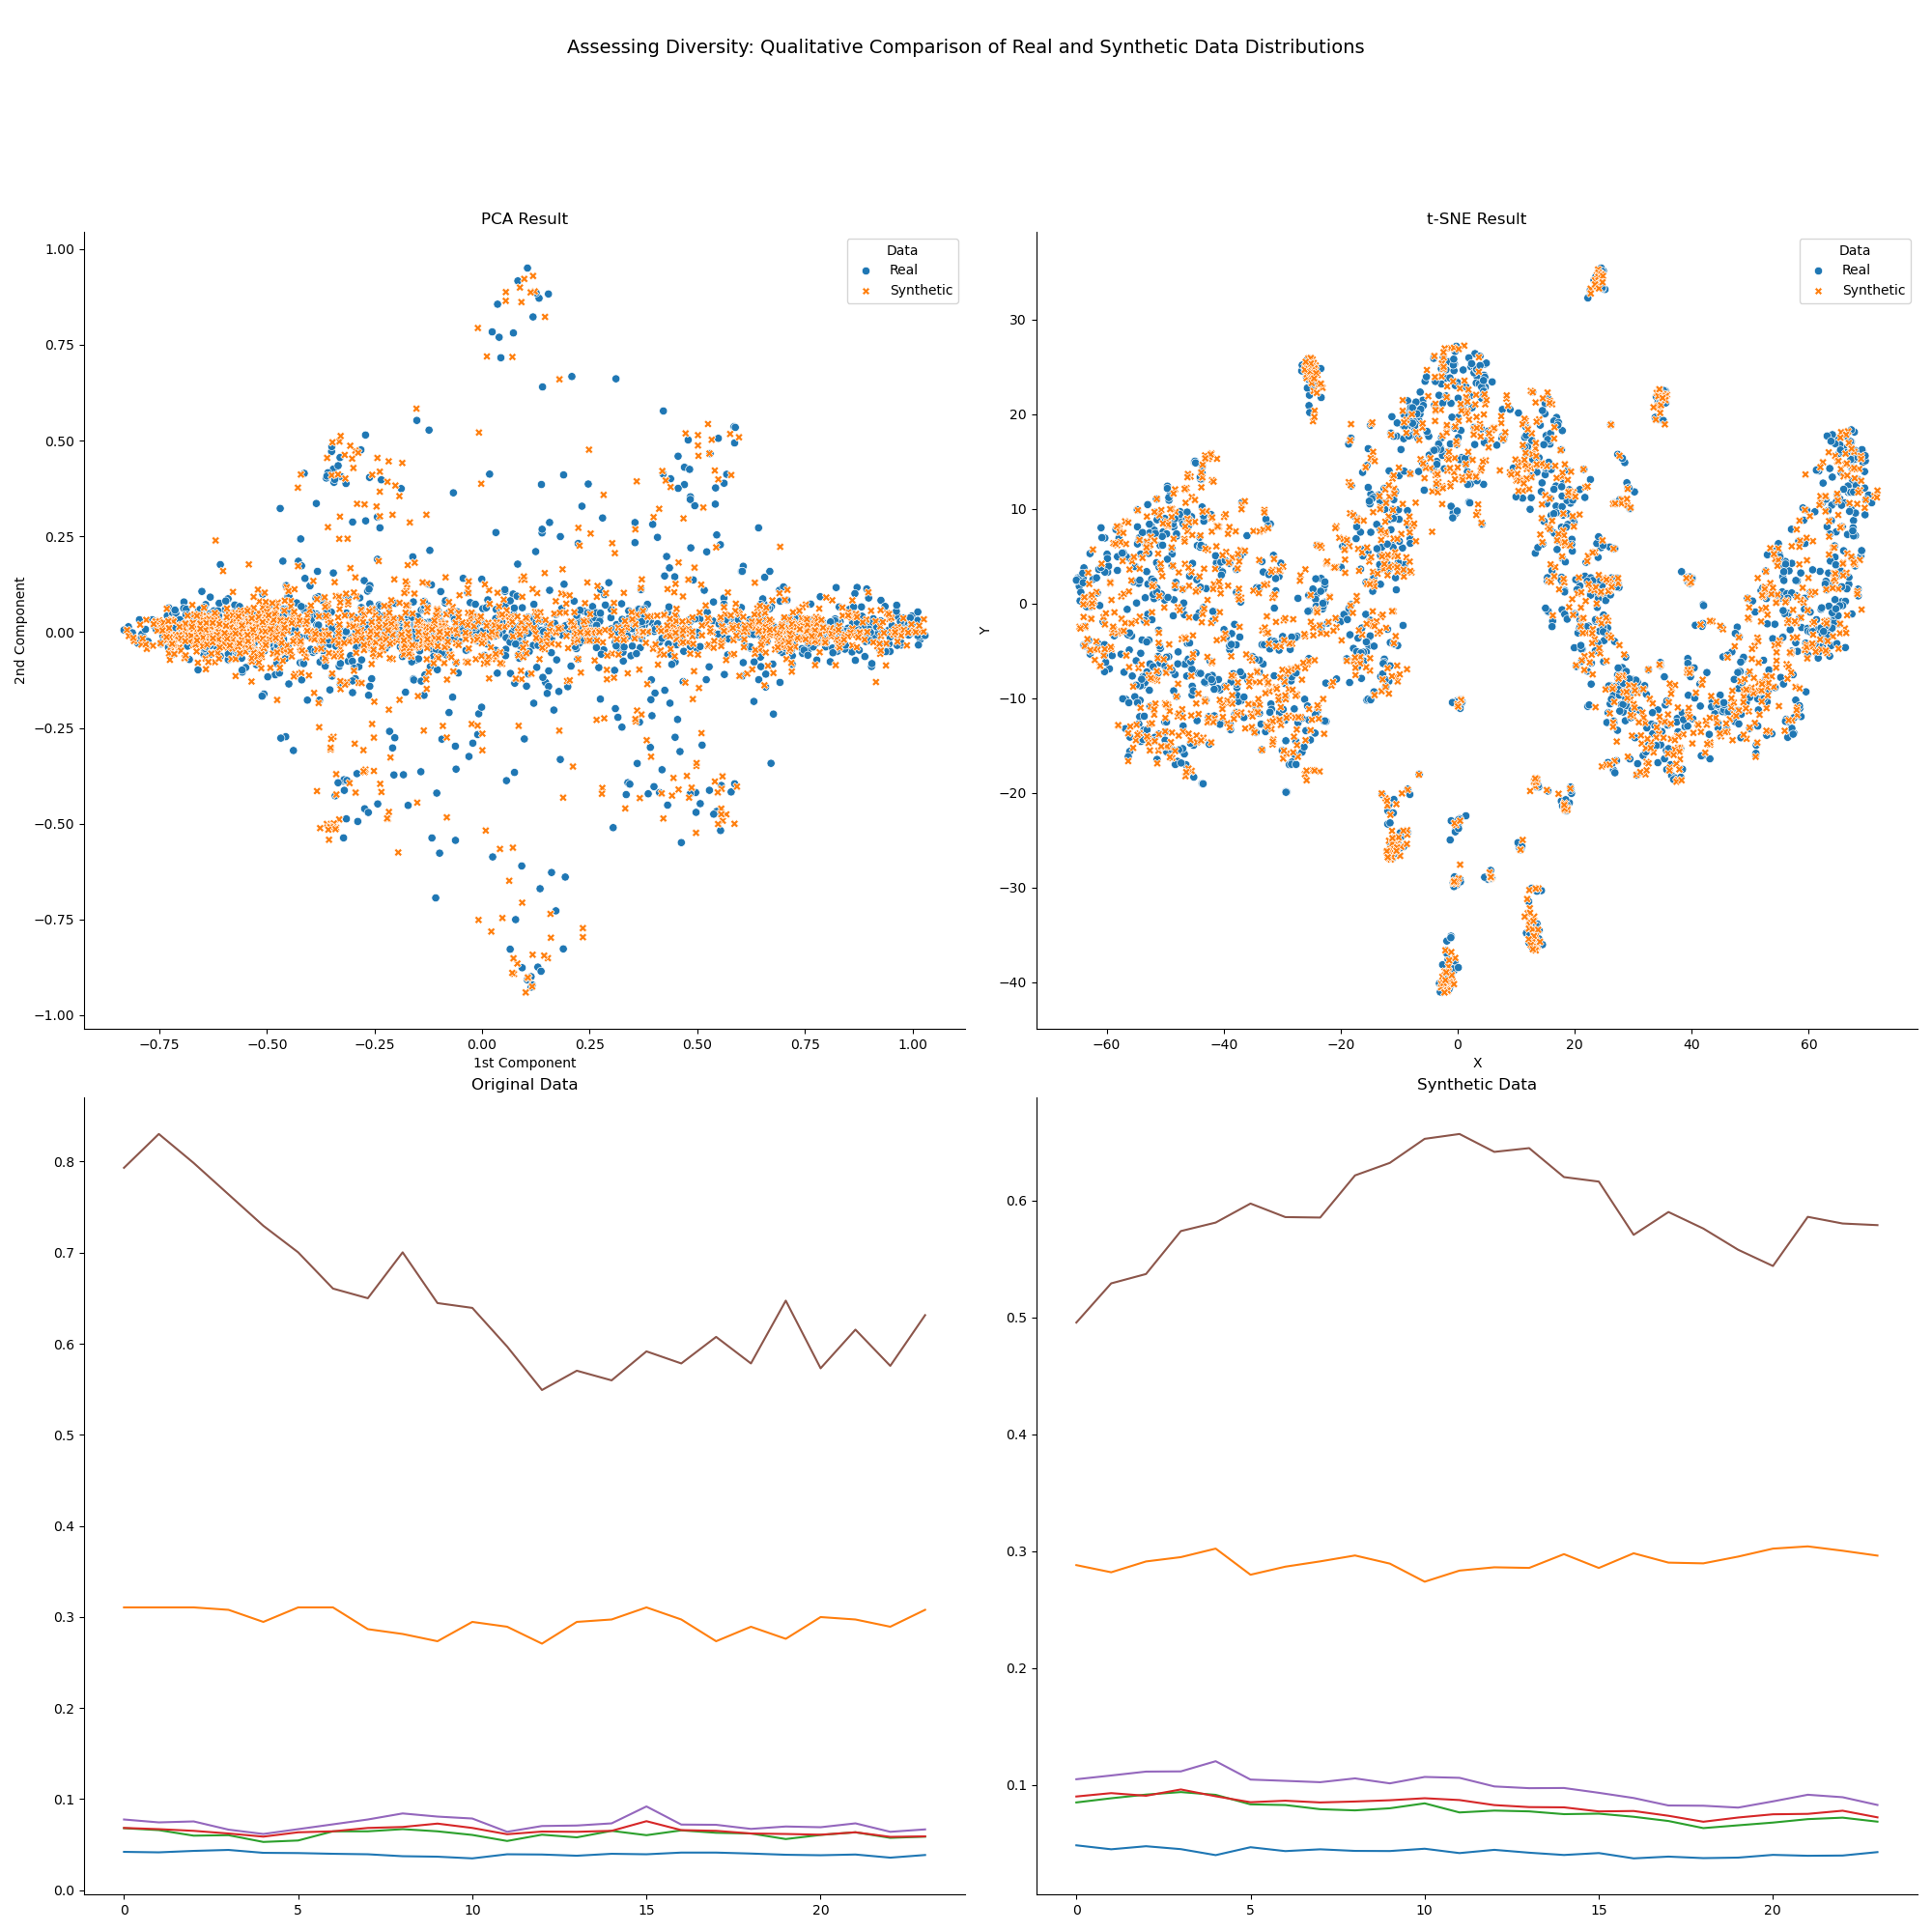 Assessing Diversity: Qualitative Comparison of Real and Synthetic Data Distributions
PCA Result
Data
Real
Synthetic
1.00
0.75
0.50
0.25
0.00
−0.25
−0.50
−0.75
−1.00
2nd Component
−0.75 −0.50 −0.25 0.00 0.25 0.50 0.75 1.00
1st Component
t-SNE Result
Data
Real
Synthetic
30
20
10
0
−10
−20
−30
−40
Y
−60 −40 −20 0 20 40 60
X
Original Data
0.8
0.7
0.6
0.5
0.4
0.3
0.2
0.1
0.0
0 5 10 15 20
Synthetic Data
0.6
0.5
0.4
0.3
0.2
0.1
0 5 10 15 20